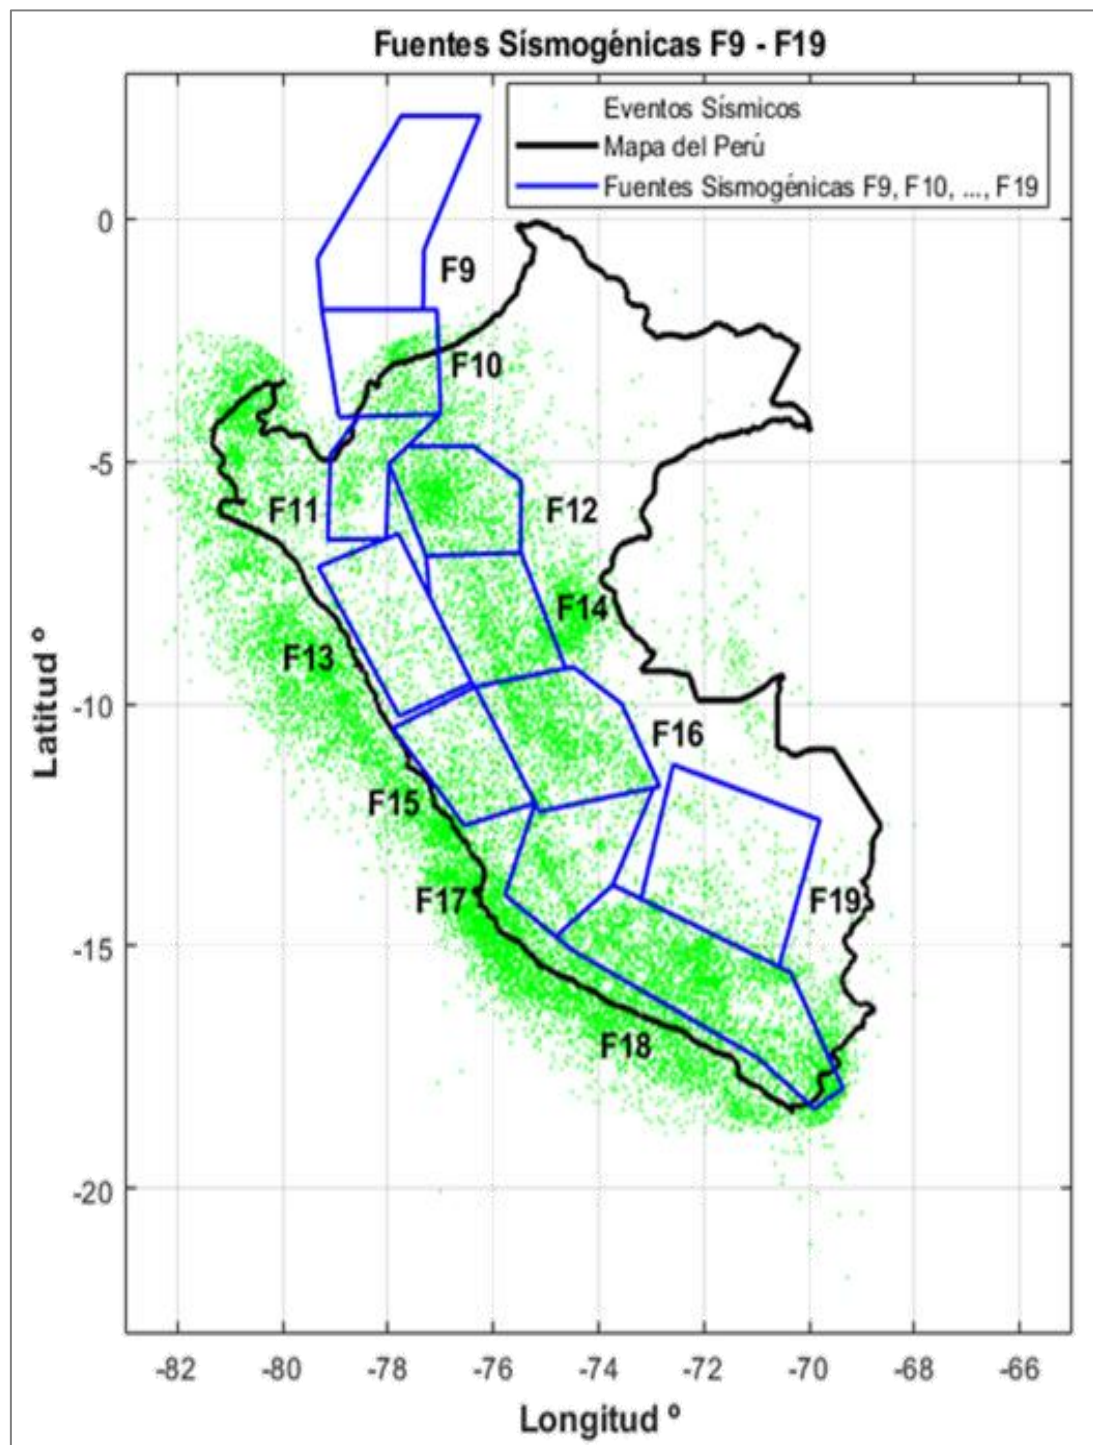 Fuentes Sísmogénicas F9 - F19
Eventos Sísmicos
Mapa del Perú
Fuentes Sismogénicas F9, F10, ..., F19
0
F9
F10
-5
F11
F12
F14
F13
-10
F16
F15
F17
F19
-15
F18
-20
-82 -80 -78 -76 -74 -72 -70 -68 -66
Latitud º
Longitud º